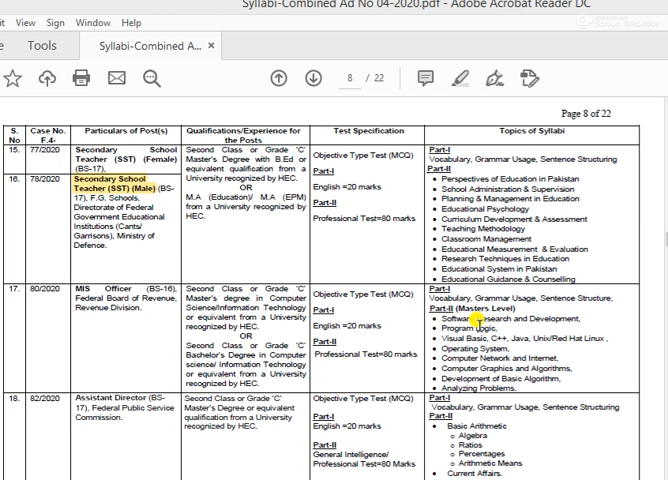 Syllabi-Combined Ad No 04-2020.pdf - Adobe Acrobat Reader DC
View Sign Window Help
Tools Syllabi-Combined A... ×
8 / 22
Page 8 of 22
S. No Case No. F.4- Particulars of Post(s) Qualifications/Experience for the Posts Test Specification Topics of Syllabi
15. 77/2020 Secondary School Teacher (SST) (Female) (BS-17),
16. 78/2020 Secondary School Teacher (SST) (Male) (BS-17), F.G. Schools, Directorate of Federal Government Educational Institutions (Cants/ Garrisons), Ministry of Defence.
Second Class or Grade 'C'
Master's Degree with B.Ed or
equivalent qualification from a
University recognized by HEC.
OR
M.A (Education)/ M.A (EPM)
from a University recognized by
HEC.
Objective Type Test (MCQ)
Part-I
English =20 marks
Part-II
Professional Test=80 marks
Part-I
Vocabulary, Grammar Usage, Sentence Structuring
Part-II
• Perspectives of Education in Pakistan
• School Administration & Supervision
• Planning & Management in Education
• Educational Psychology
• Curriculum Development & Assessment
• Teaching Methodology
• Classroom Management
• Educational Measurement & Evaluation
• Research Techniques in Education
• Educational System in Pakistan
• Educational Guidance & Counselling
17. 80/2020 MIS Officer (BS-16), Federal Board of Revenue, Revenue Division.
Second Class or Grade 'C'
Master's degree in Computer
Science/Information Technology
or equivalent from a University
recognized by HEC.
OR
Second Class or Grade 'C'
Bachelor's Degree in Computer
science/ Information Technology
or equivalent from a University
recognized by HEC.
Objective Type Test (MCQ)
Part-I
English =20 marks
Part-II
Professional Test=80 marks
Part-I
Vocabulary, Grammar Usage, Sentence Structure,
Part-II (Masters Level)
• Software Research and Development,
• Program Logic,
• Visual Basic, C++, Java, Unix/Red Hat Linux ,
• Operating System,
• Computer Network and Internet,
• Computer Graphics and Algorithms,
• Development of Basic Algorithm,
• Analyzing Problems.
18. 82/2020 Assistant Director (BS-17), Federal Public Service Commission.
Second Class or Grade 'C'
Master's Degree or equivalent
qualification from a University
recognized by HEC.
Objective Type Test (MCQ)
Part-I
English =20 marks
Part-II
General Intelligence/
Professional Test=80 Marks
Part-I
Vocabulary, Grammar Usage, Sentence Structuring
Part-II
• Basic Arithmetic
o Algebra
o Ratios
o Percentages
o Arithmetic Means
• Current Affairs.